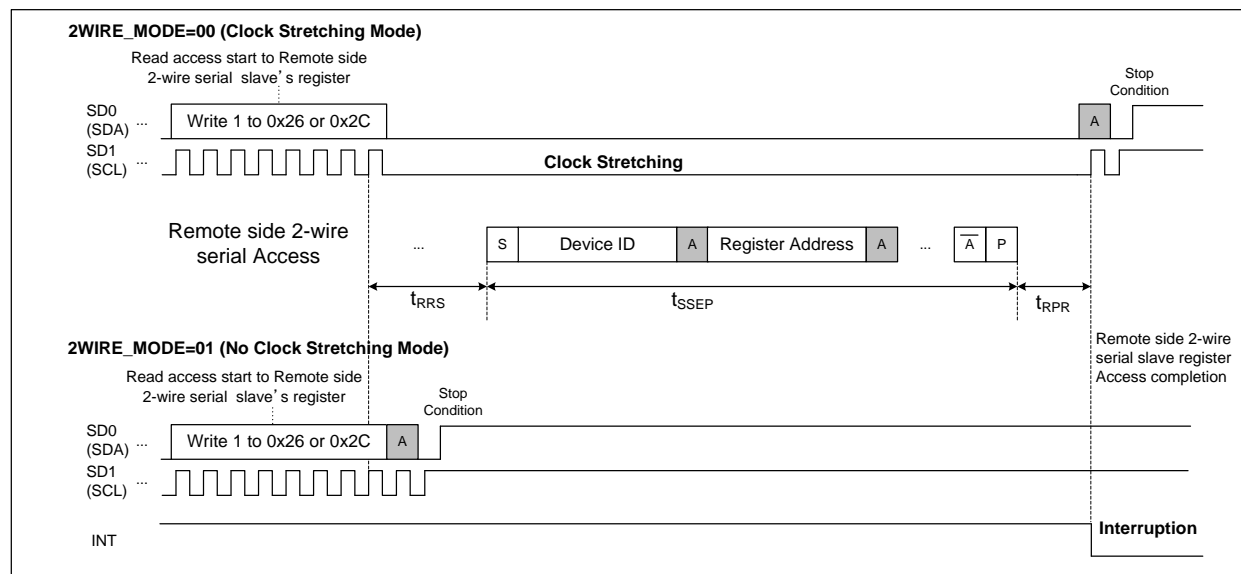 2WIRE_MODE=00 (Clock Stretching Mode)
Read access start to Remote side
2-wire serial slave’s register
Stop
Condition
SD0
(SDA) ...
Write 1 to 0x26 or 0x2C
A
SD1
(SCL) ...
Clock Stretching
Remote side 2-wire
serial Access
... S Device ID A Register Address A ... A P
tRRS tSSEP tRPR
2WIRE_MODE=01 (No Clock Stretching Mode)
Remote side 2-wire
serial slave register
Access completion
Read access start to Remote side
2-wire serial slave’s register
Stop
Condition
SD0
(SDA) ...
Write 1 to 0x26 or 0x2C A
SD1
(SCL) ...
INT
Interruption